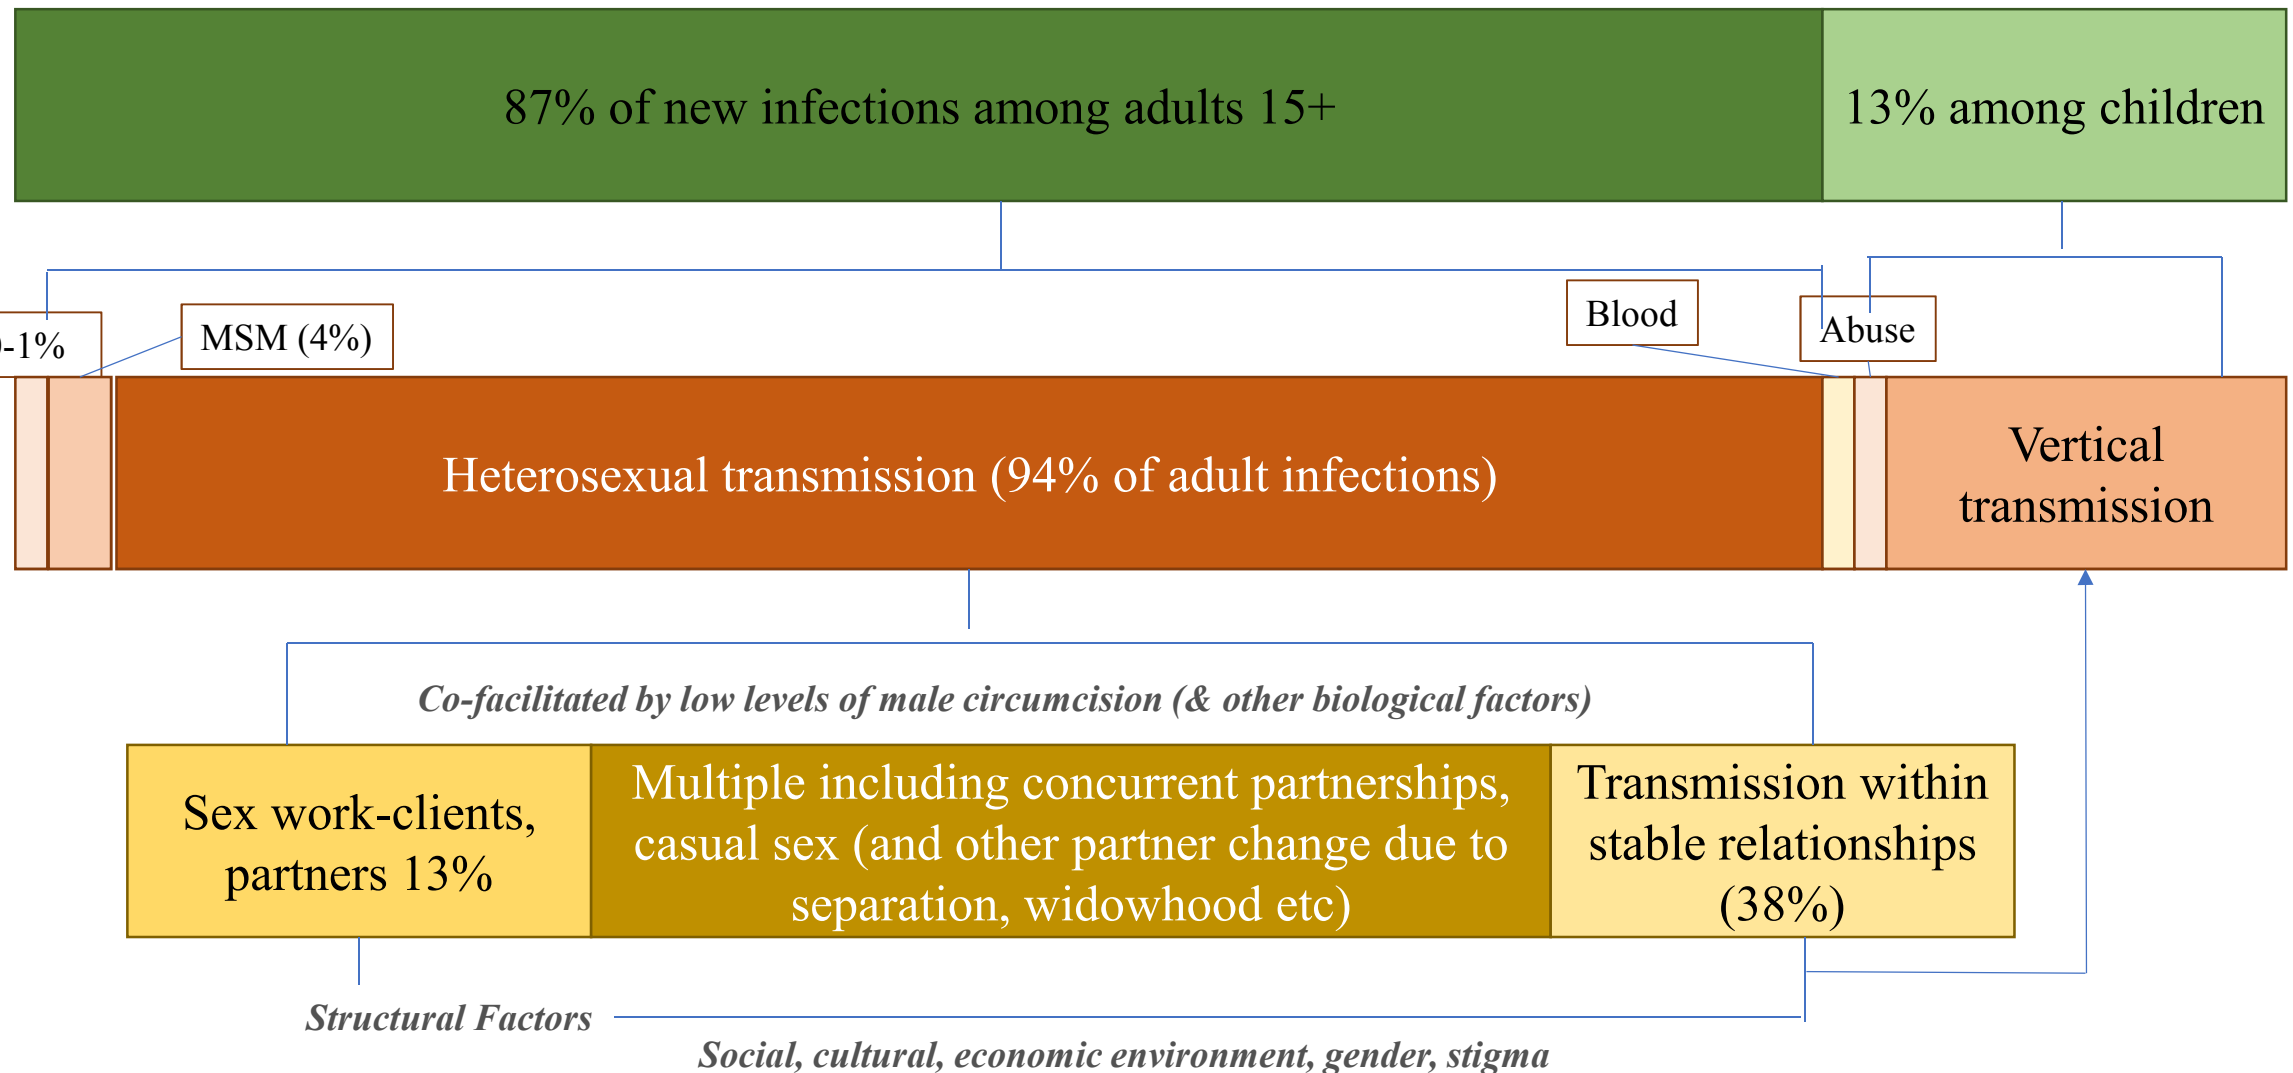 87% of new infections among adults 15+
13% among children
-1%
MSM (4%)
Blood
Abuse
Heterosexual transmission (94% of adult infections)
Vertical
transmission
Co-facilitated by low levels of male circumcision (& other biological factors)
Sex work-clients,
partners 13%
Multiple including concurrent partnerships,
casual sex (and other partner change due to
separation, widowhood etc)
Transmission within
stable relationships
(38%)
Structural Factors
Social, cultural, economic environment, gender, stigma